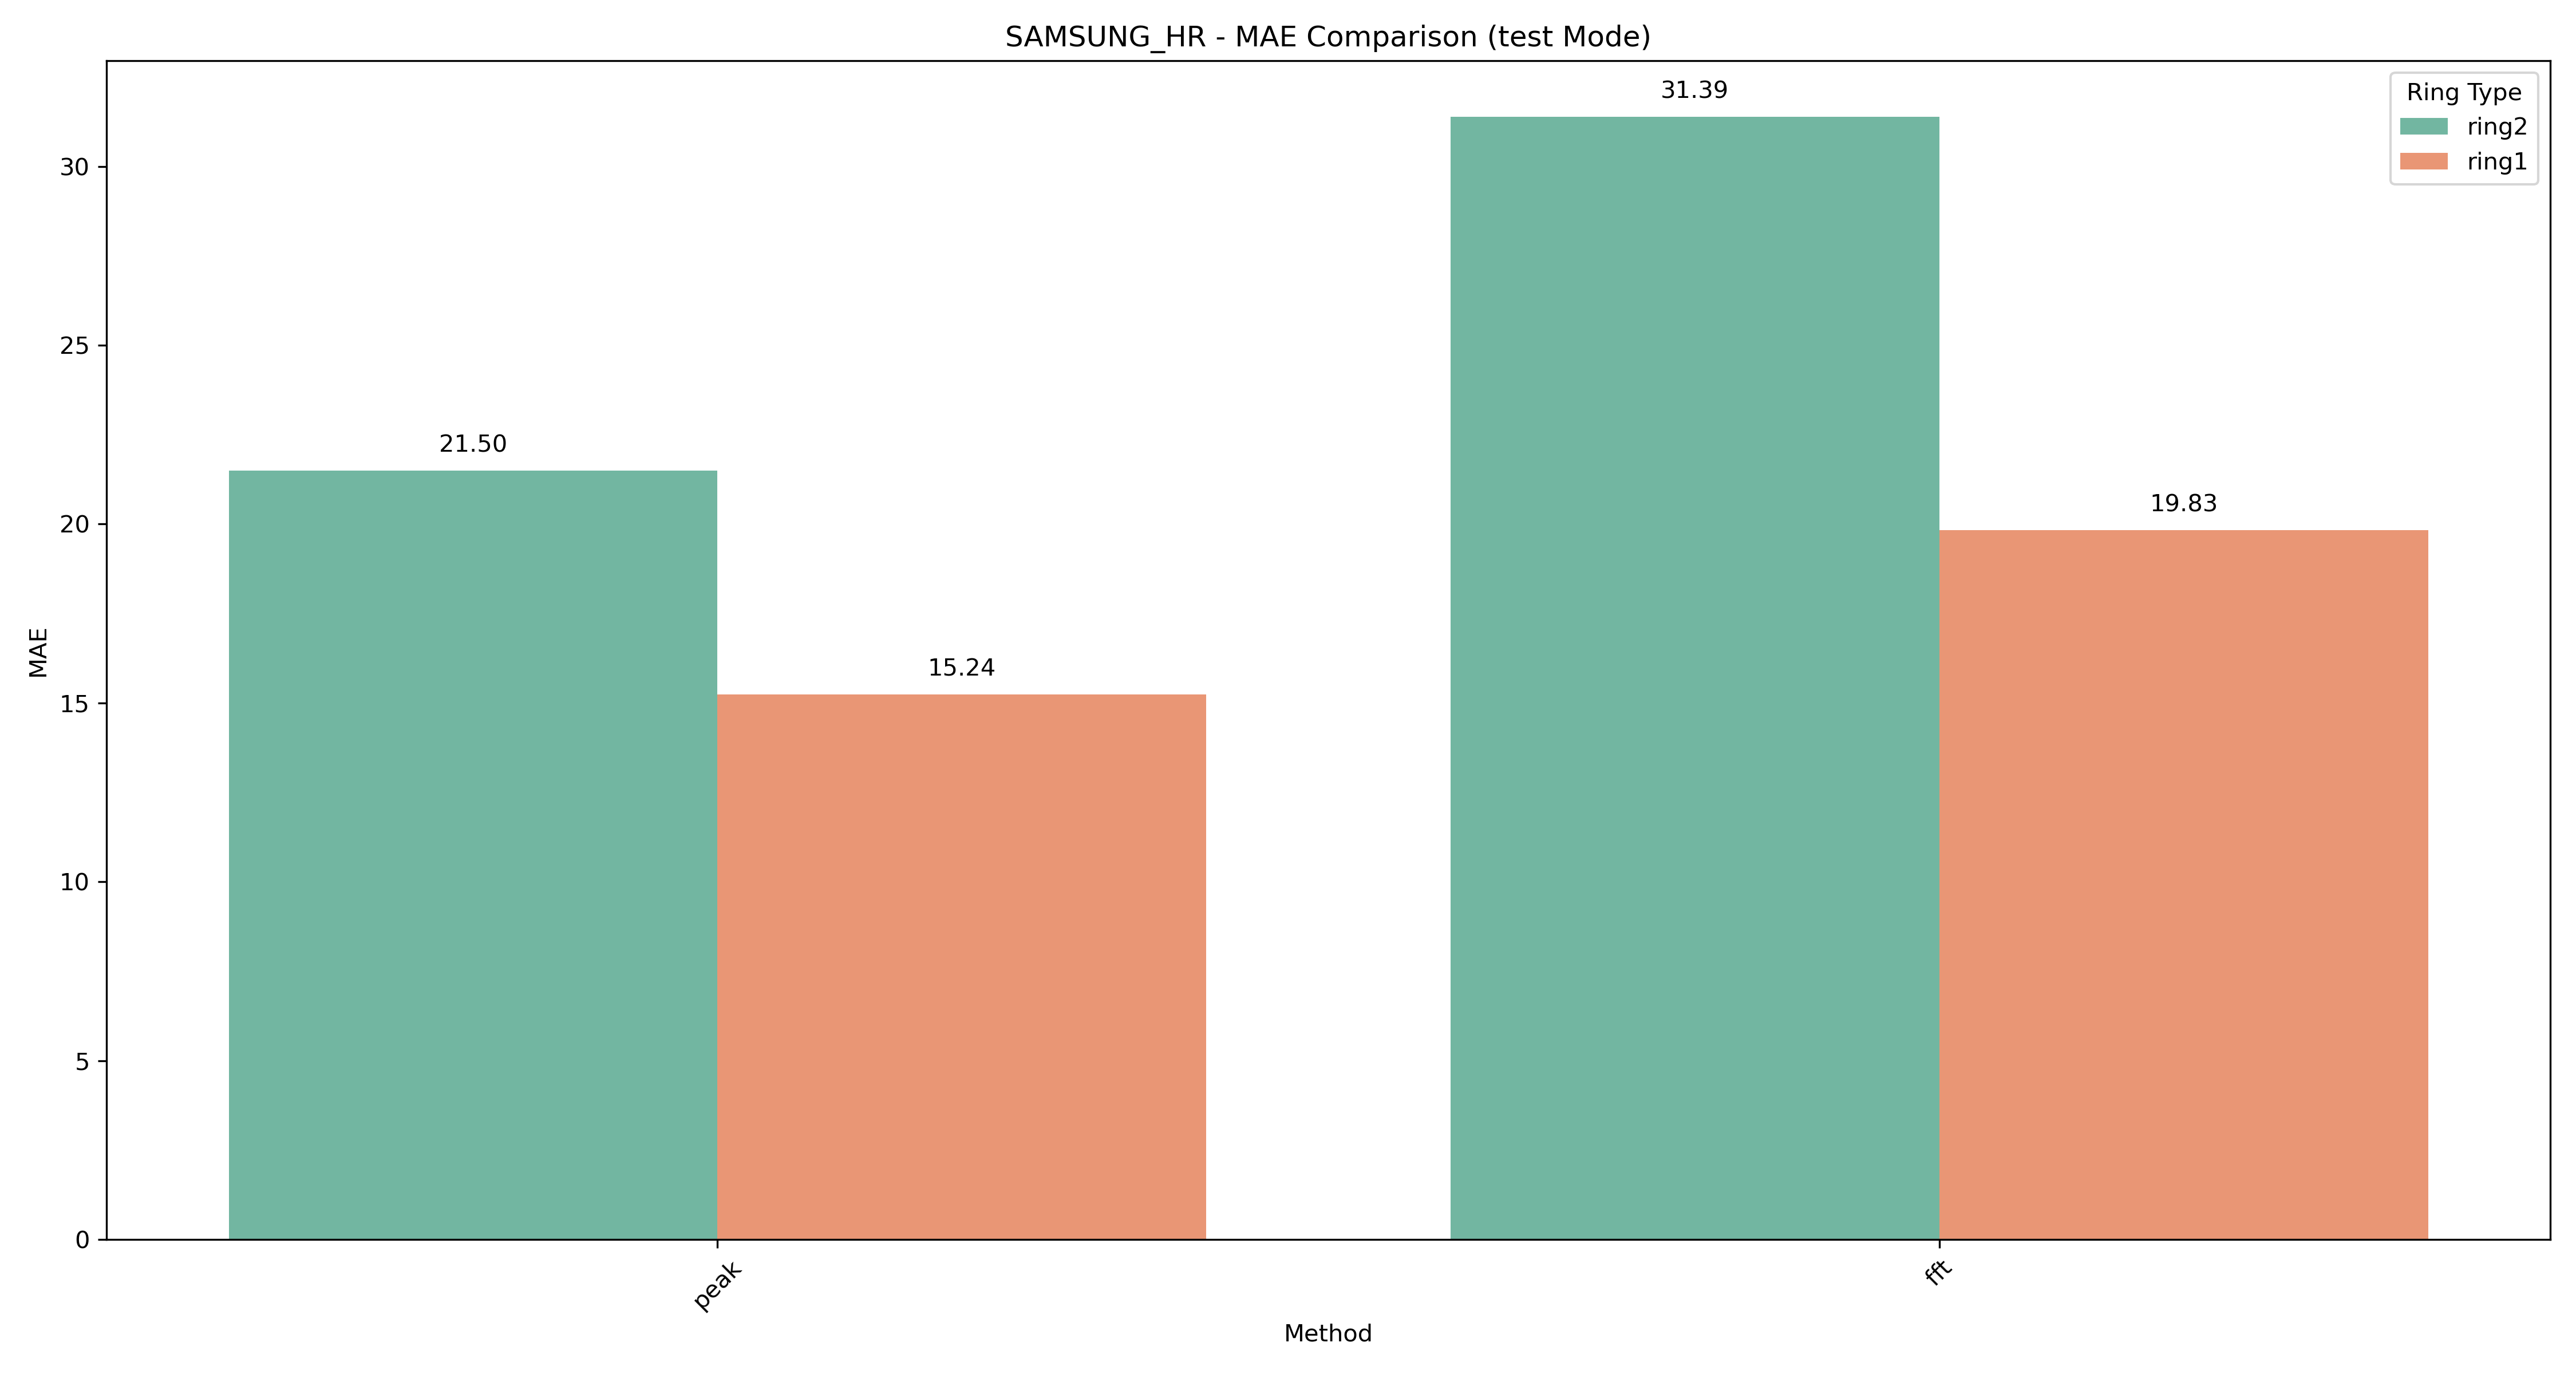 SAMSUNG_HR - MAE Comparison (test Mode)
31.39
Ring Type
ring2
ring1
30
25
21.50
20
19.83
15.24
15
10
5
0
MAE
peak
fft
Method